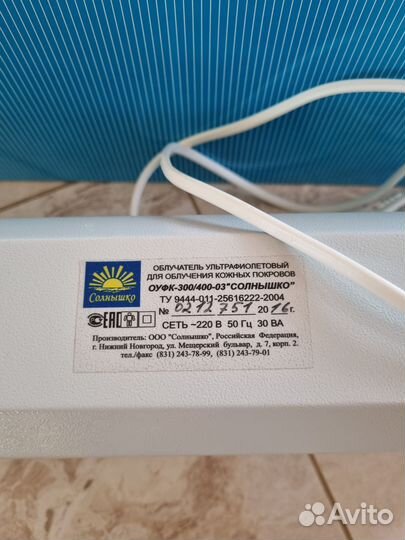 ОБЛУЧАТЕЛЬ УЛЬТРАФИОЛЕТОВЫЙ
ДЛЯ ОБЛУЧЕНИЯ КОЖНЫХ ПОКРОВОВ
ОУФК-300/400-03"СОЛНЫШКО"
Солнышко
ТУ 9444-011-25616222-2004
№ 0212751 2016г.
ЕАС
СЕТЬ ~220 В 50 Гц 30 ВА
Производитель: ООО "Солнышко", Российская Федерация,
г. Нижний Новгород, ул. Мещерский бульвар, д. 7, корп. 2.
тел./факс (831) 243-78-99, (831) 243-79-01
Avito